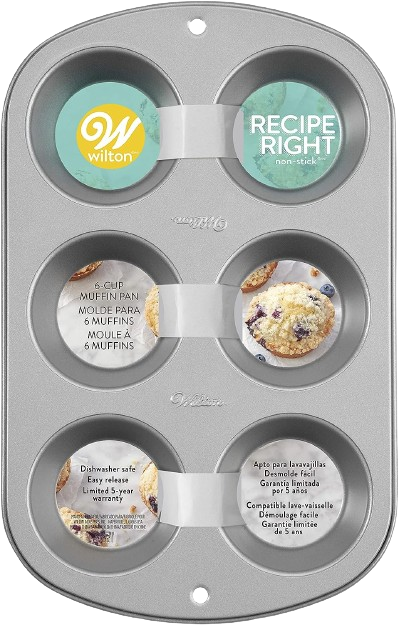 W
wilton™
RECIPE
RIGHT
non-stick
Wilton
6-CUP
MUFFIN PAN
MOLDE PARA
6 MUFFINS
MOULE À
6 MUFFINS
Wilton
Dishwasher safe
Easy release
Limited 5-year
warranty
Apto para lavavajillas
Desmolde fácil
Garantía limitada
por 5 años
Compatible lave-vaisselle
Démoulage facile
Garantie limitée
de 5 ans